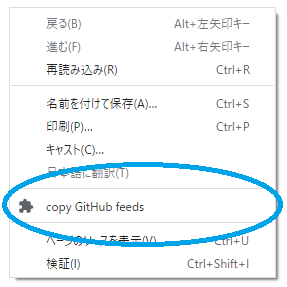 戻る(B) Alt+左矢印キー
進む(F) Alt+右矢印キー
再読み込み(R) Ctrl+R
名前を付けて保存(A)... Ctrl+S
印刷(P)... Ctrl+P
キャスト(C)...
日本語に翻訳(T)
copy GitHub feeds
ページのソースを表示(V) Ctrl+U
検証(I) Ctrl+Shift+I